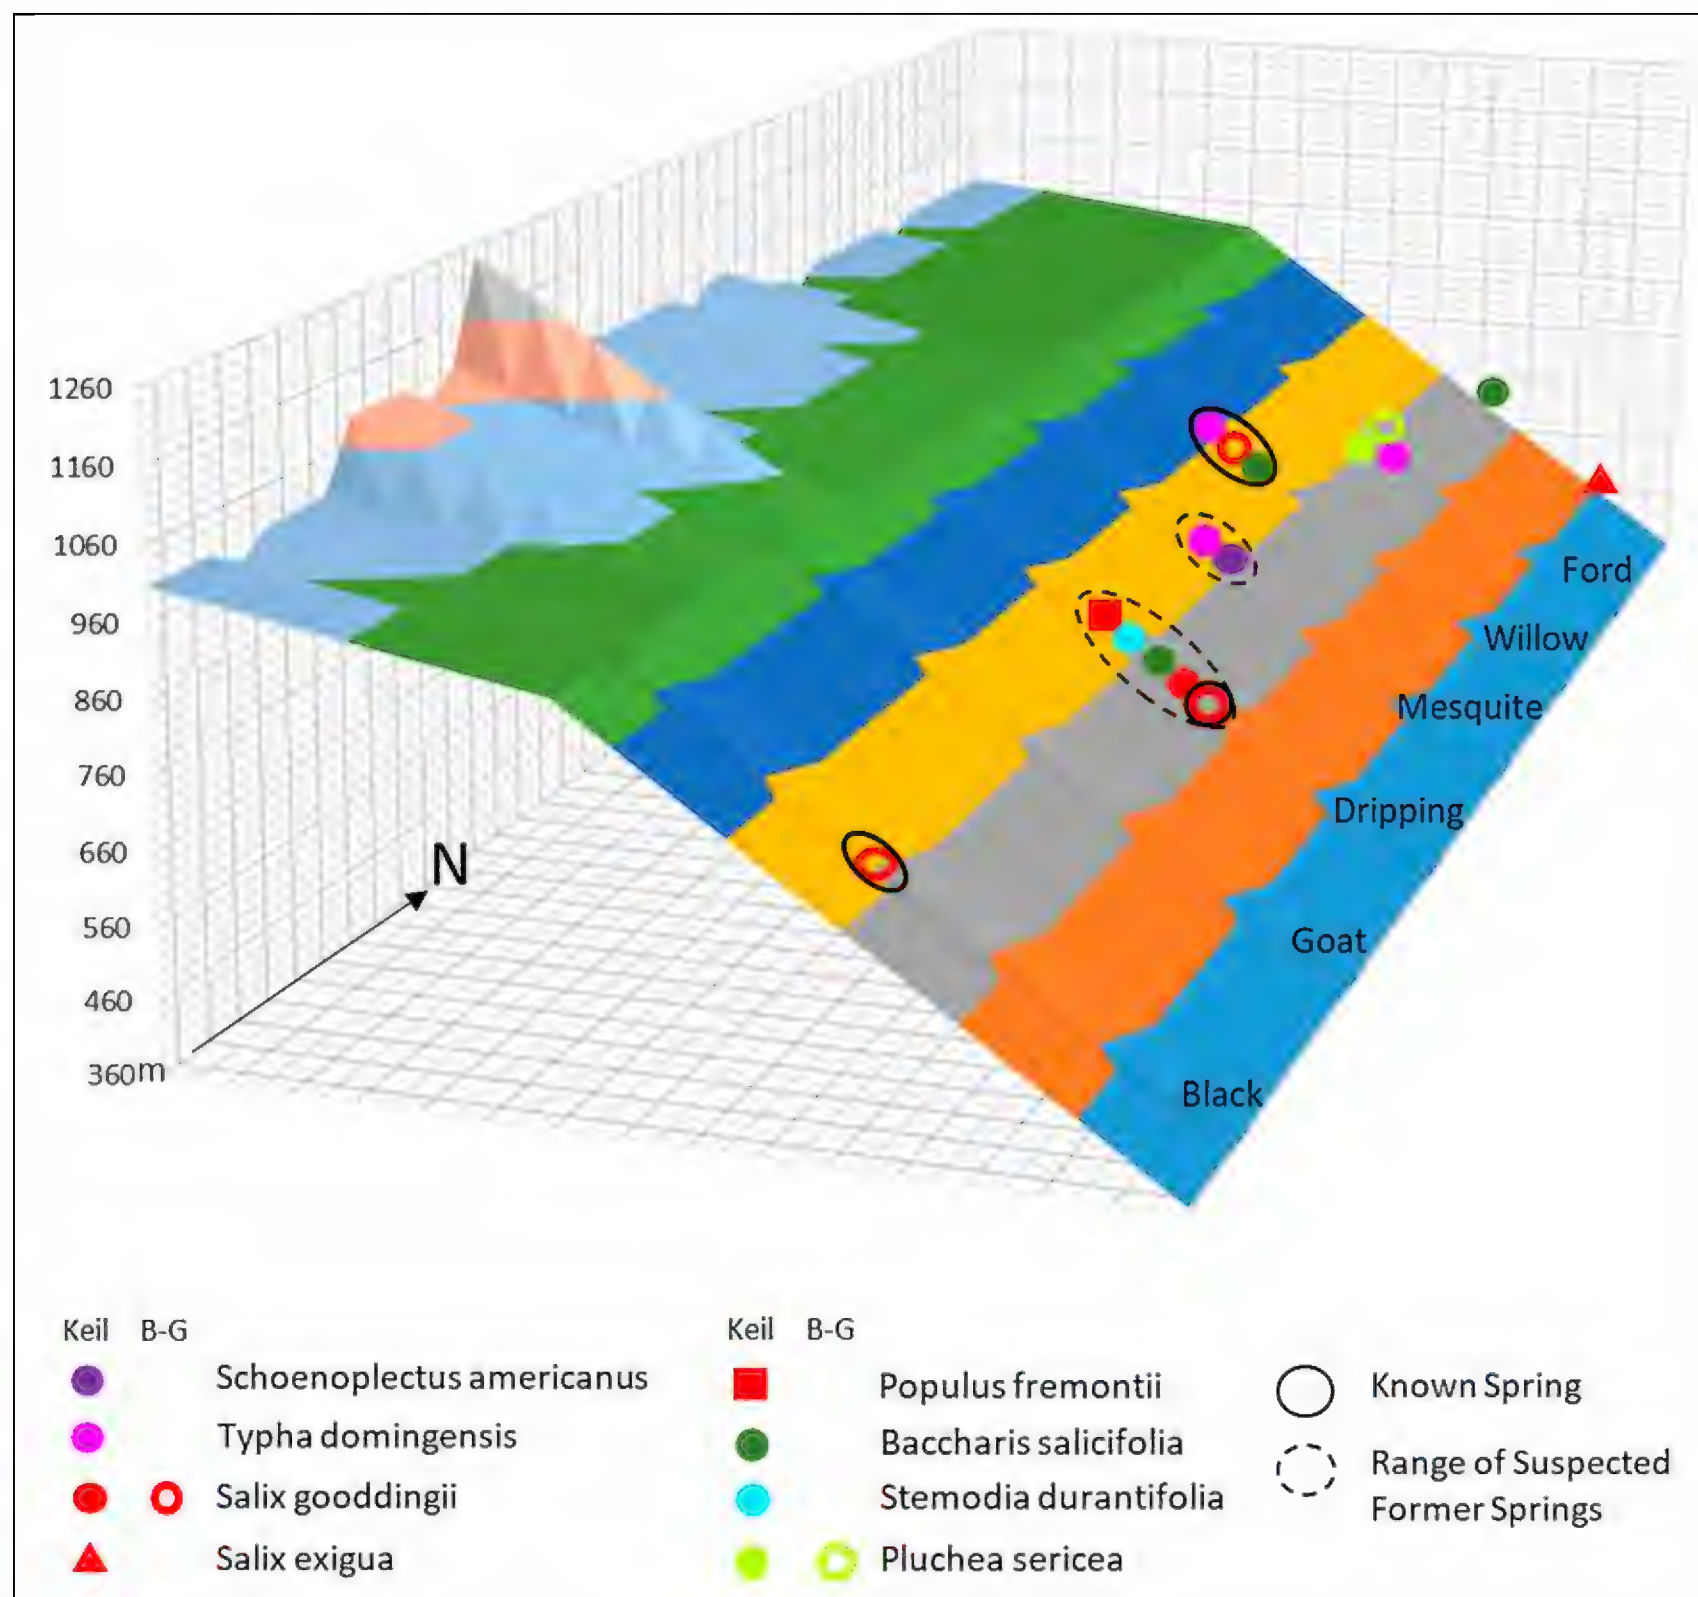 1260
1160
1060
960
860
760
660
560
460
360m
N
Ford
Willow
Mesquite
Dripping
Goat
Black
Keil B-G
Schoenoplectus americanus
Typha domingensis
Salix gooddingii
Salix exigua
Keil B-G
Populus fremontii
Baccharis salicifolia
Stemodia durantifolia
Pluchea sericea
Known Spring
Range of Suspected
Former Springs